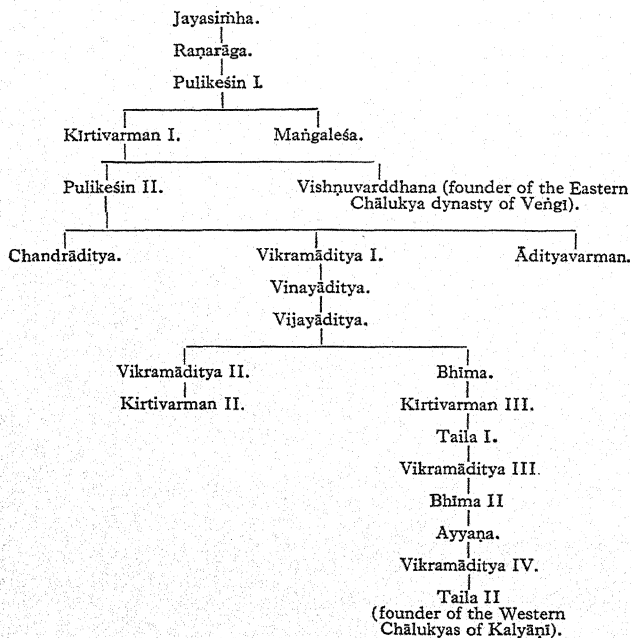 Jayasiṁha.
Raṇarāga.
Pulikeśin I.
Kīrtivarman I. Maṅgaleśa.
Pulikeśin II. Vishṇuvarddhana (founder of the Eastern
Chālukya dynasty of Veṅgī).
Chandrāditya. Vikramāditya I. Ādityavarman.
Vinayāditya.
Vijayāditya.
Vikramāditya II. Bhīma.
Kirtivarman II. Kīrtivarman III.
Taila I.
Vikramāditya III.
Bhīma II
Ayyaṇa.
Vikramāditya IV.
Taila II
(founder of the Western
Chālukyas of Kalyāṇī).